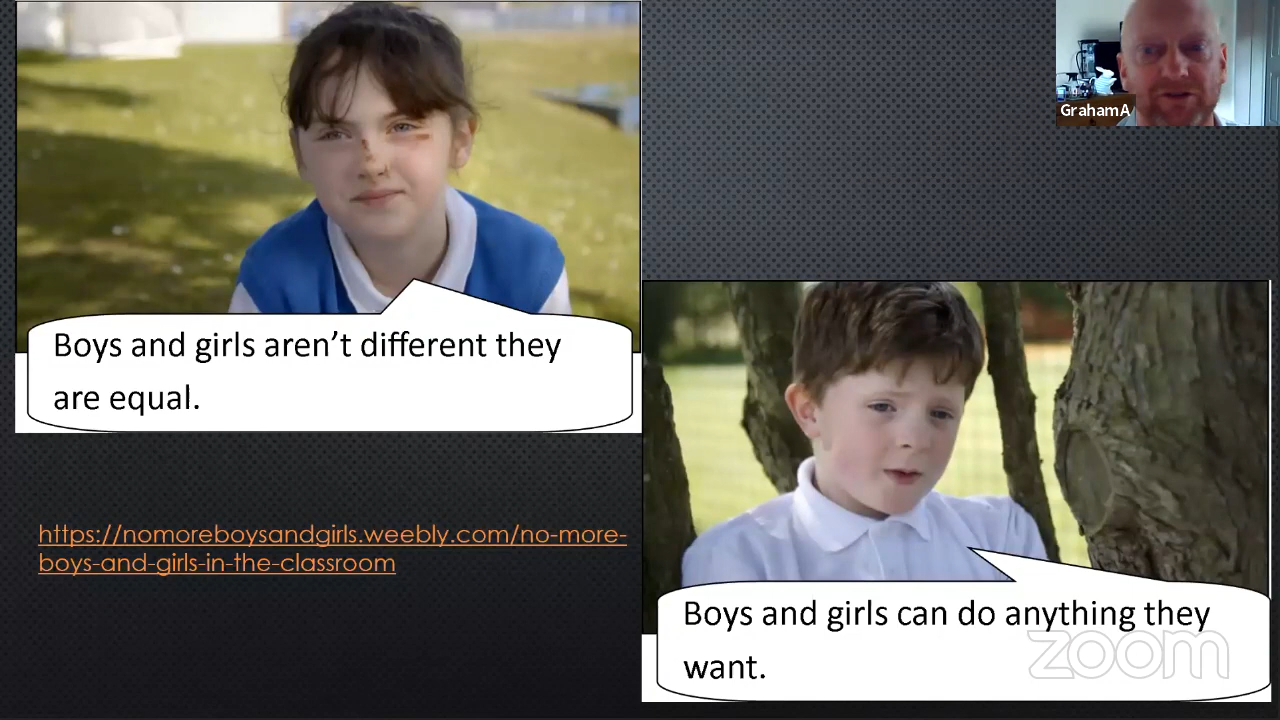 GrahamA
Boys and girls aren't different they
are equal.
https://nomoreboysandgirls.weebly.com/no-more-
boys-and-girls-in-the-classroom
Boys and girls can do anything they
want.
zoom